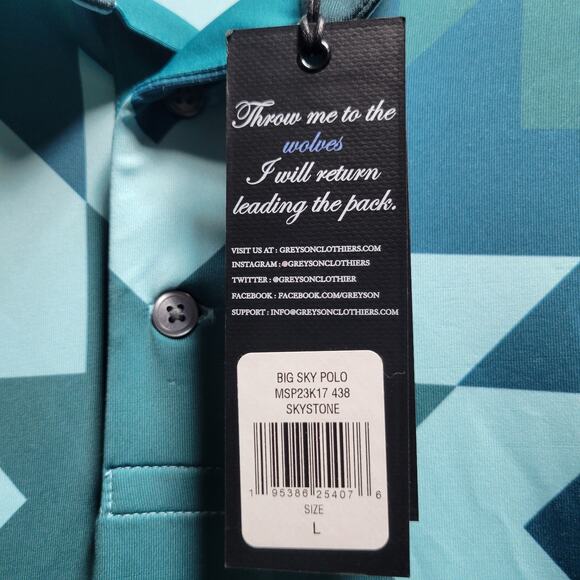 Throw me to the
wolves
I will return
leading the pack.
VISIT US AT : GREYSONCLOTHIERS.COM
INSTAGRAM : @GREYSONCLOTHIERS
TWITTER : @GREYSONCLOTHIER
FACEBOOK : FACEBOOK.COM/GREYSON
SUPPORT : INFO@GREYSONCLOTHIERS.COM
BIG SKY POLO
MSP23K17 438
SKYSTONE
1 95386 25407 6
SIZE
L